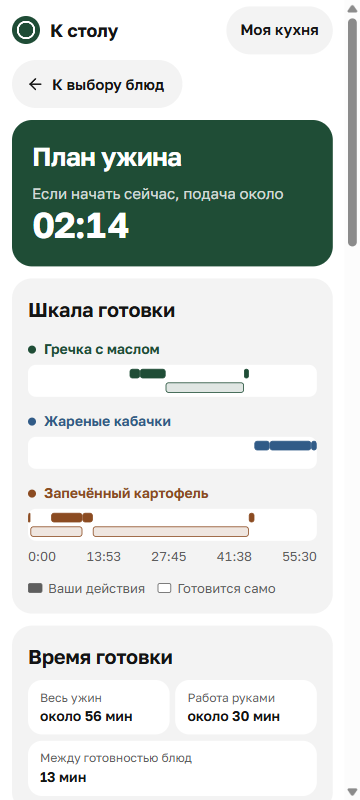 К столу
Моя кухня
← К выбору блюд
План ужина
Если начать сейчас, подача около
02:14
Шкала готовки
Гречка с маслом
Жареные кабачки
Запечённый картофель
0:00 13:53 27:45 41:38 55:30
Ваши действия Готовится само
Время готовки
Весь ужин
около 56 мин
Работа руками
около 30 мин
Между готовностью блюд
13 мин